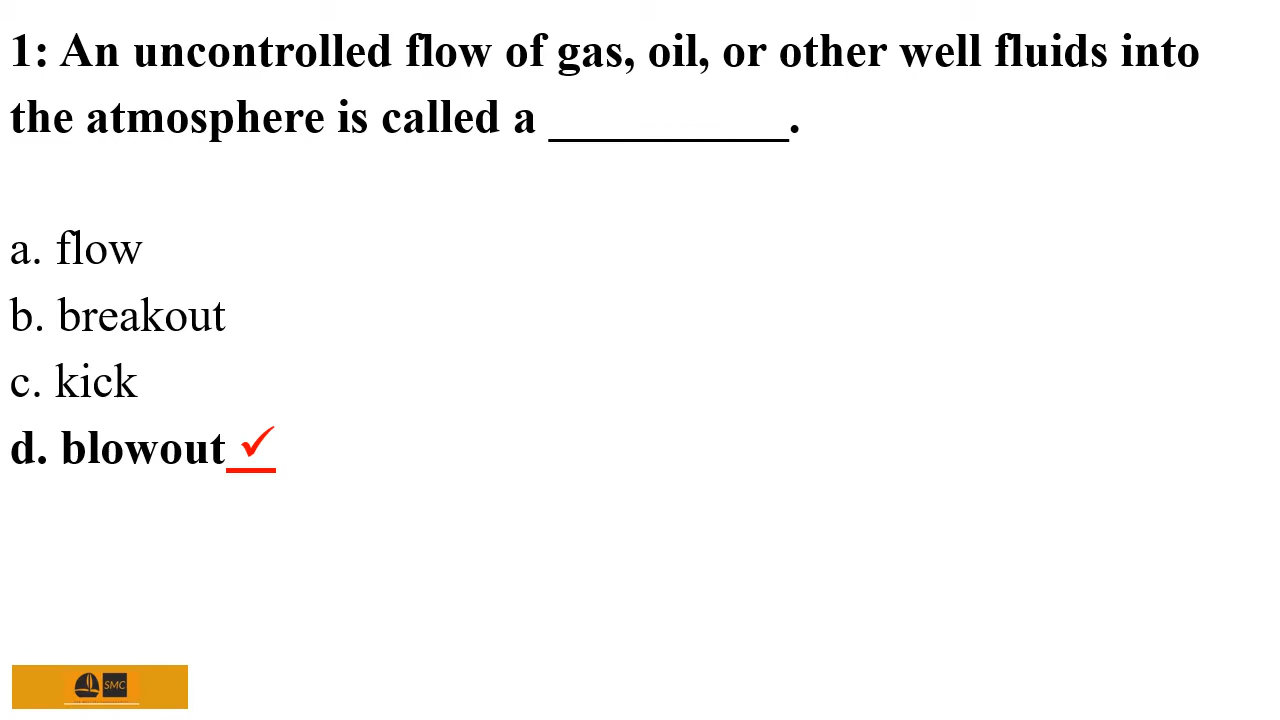 1: An uncontrolled flow of gas, oil, or other well fluids into
the atmosphere is called a __________.
a. flow
b. breakout
c. kick
d. blowout ✓
SMC